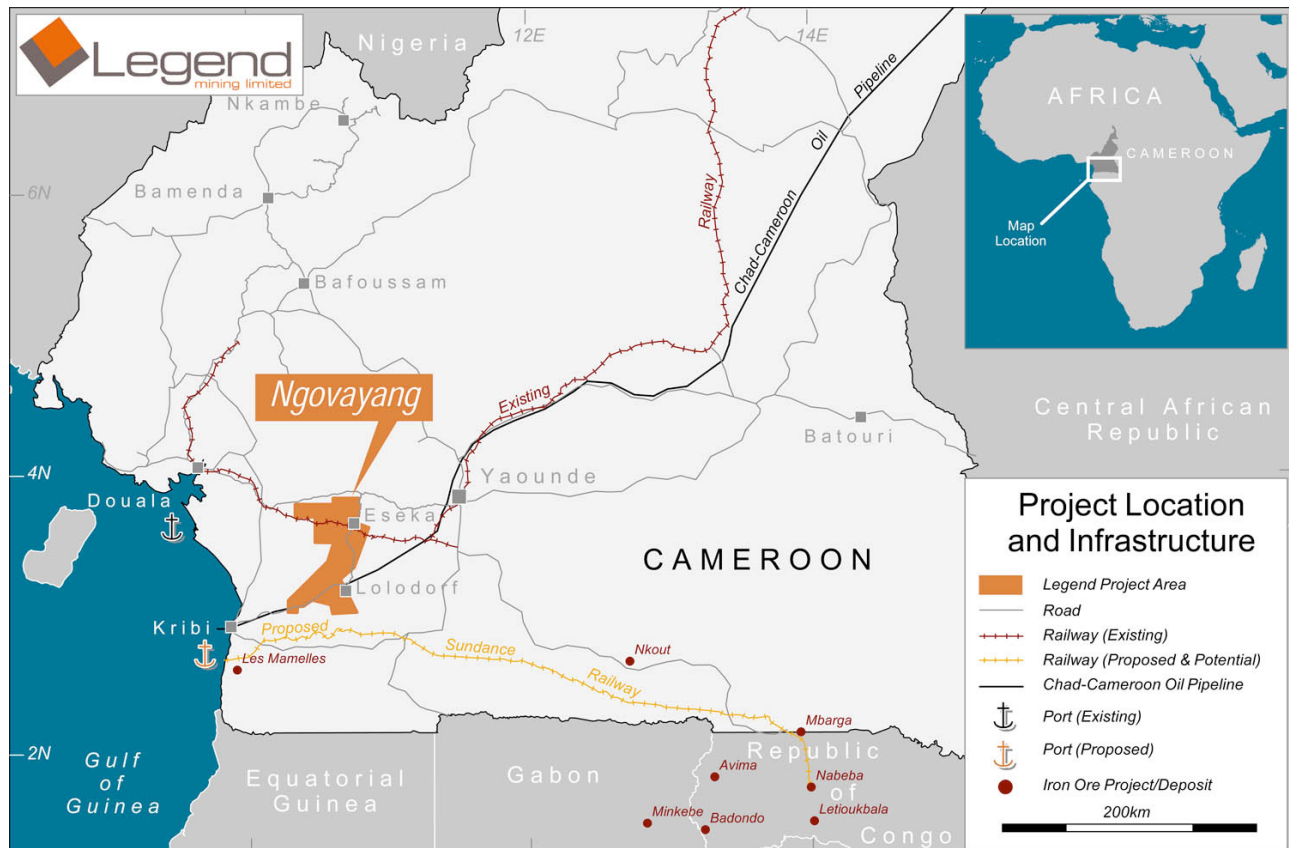 Legend
mining limited
Nigeria
12E
14E
Nkambe
Bamenda
6N
Bafoussam
Railway
Chad-Cameroon
Oil
Pipeline
Ngovayang
Existing
Batouri
Central African
Republic
4N
Yaounde
Douala
Eseka
CAMEROON
Lolodorf
Kribi
Proposed
Sundance
Railway
Les Mamelles
Nkout
Mbarga
2N
Gulf
of
Guinea
Equatorial
Guinea
Gabon
Republic
of
Congo
Avima
Nabeba
Minkebe
Badondo
Letioukbala
AFRICA
CAMEROON
Map
Location
Project Location
and Infrastructure
Legend Project Area
Road
Railway (Existing)
Railway (Proposed & Potential)
Chad-Cameroon Oil Pipeline
Port (Existing)
Port (Proposed)
Iron Ore Project/Deposit
200km